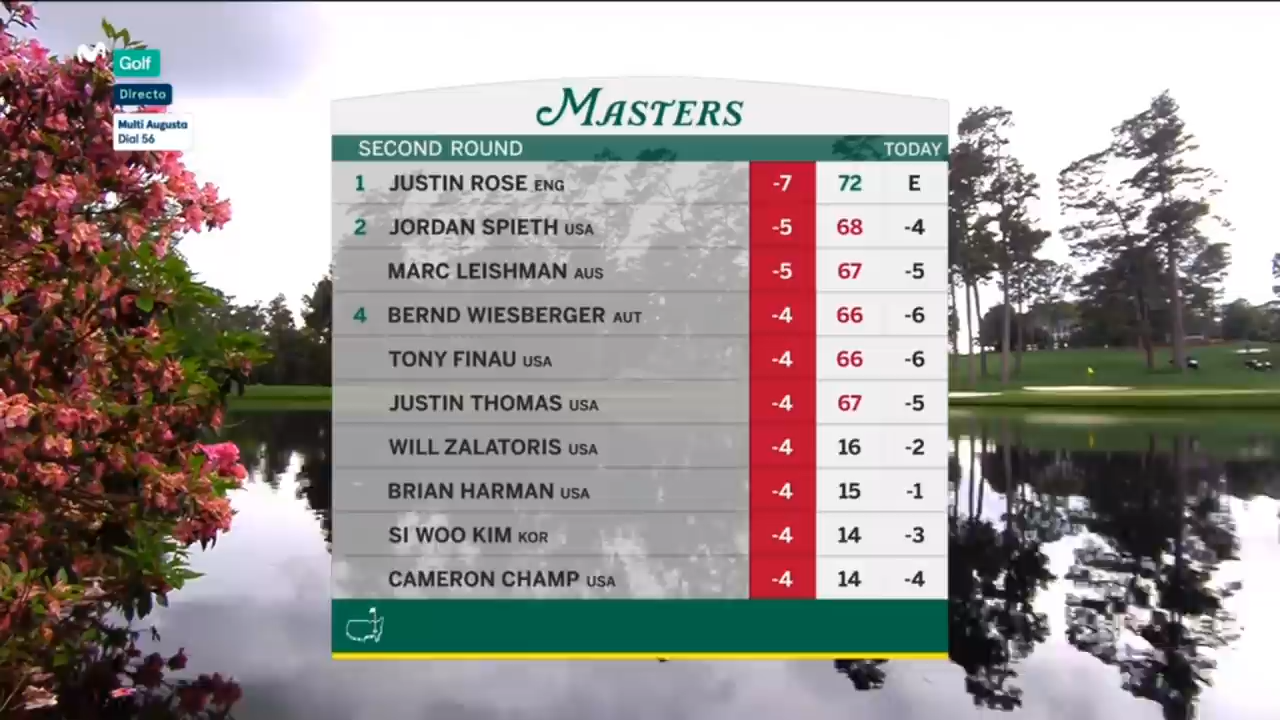 Golf
Directo
Multi Augusta
Dial 56
MASTERS
SECOND ROUND TODAY
1 JUSTIN ROSE ENG -7 72 E
2 JORDAN SPIETH USA -5 68 -4
MARC LEISHMAN AUS -5 67 -5
4 BERND WIESBERGER AUT -4 66 -6
TONY FINAU USA -4 66 -6
JUSTIN THOMAS USA -4 67 -5
WILL ZALATORIS USA -4 16 -2
BRIAN HARMAN USA -4 15 -1
SI WOO KIM KOR -4 14 -3
CAMERON CHAMP USA -4 14 -4